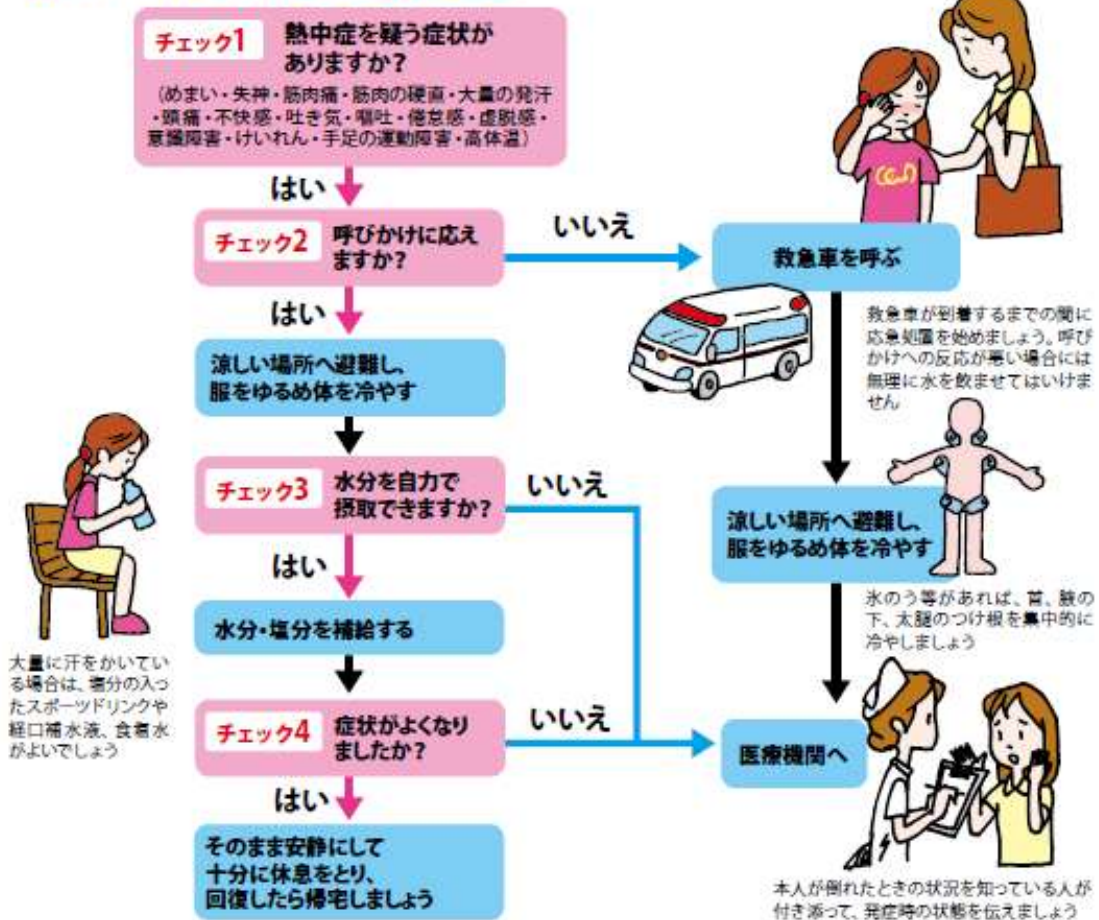 チェック1
熱中症を疑う症状が
ありますか？
（めまい・失神・筋肉痛・筋肉の硬直・大量の発汗
・頭痛・不快感・吐き気・嘔吐・倦怠感・虚脱感・
意識障害・けいれん・手足の運動障害・高体温）
はい
チェック2
呼びかけに応え
ますか？
いいえ
救急車を呼ぶ
はい
救急車が到着するまでの間に
応急処置を始めましょう。呼び
かけへの反応が悪い場合には
無理に水を飲ませてはいけま
せん
涼しい場所へ避難し、
服をゆるめ体を冷やす
チェック3
水分を自力で
摂取できますか？
いいえ
涼しい場所へ避難し、
服をゆるめ体を冷やす
はい
氷のう等があれば、首、腋の
下、太腿のつけ根を集中的に
冷やしましょう
水分・塩分を補給する
大量に汗をかいてい
る場合は、塩分の入っ
たスポーツドリンクや
経口補水液、食塩水
がよいでしょう
チェック4
症状がよくなり
ましたか？
いいえ
医療機関へ
はい
そのまま安静にして
十分に休息をとり、
回復したら帰宅しましょう
本人が倒れたときの状況を知っている人が
付き添って、発症時の状態を伝えましょう